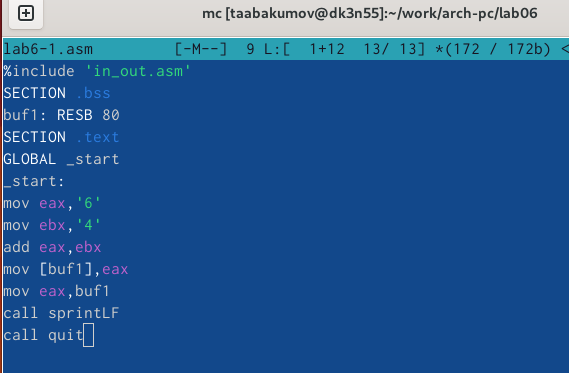 mc [taabakumov@dk3n55]:~/work/arch-pc/lab06
lab6-1.asm [-M--] 9 L:[ 1+12 13/ 13] *(172 / 172b) <
%include 'in_out.asm'
SECTION .bss
buf1: RESB 80
SECTION .text
GLOBAL _start
_start:
mov eax,'6'
mov ebx,'4'
add eax,ebx
mov [buf1],eax
mov eax,buf1
call sprintLF
call quit